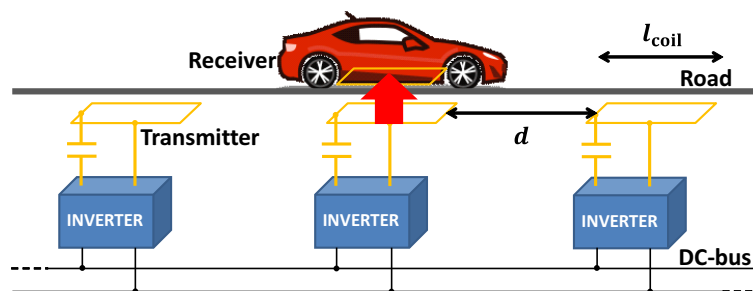 l_coil
Receiver
Road
Transmitter
d
INVERTER
INVERTER
INVERTER
DC-bus